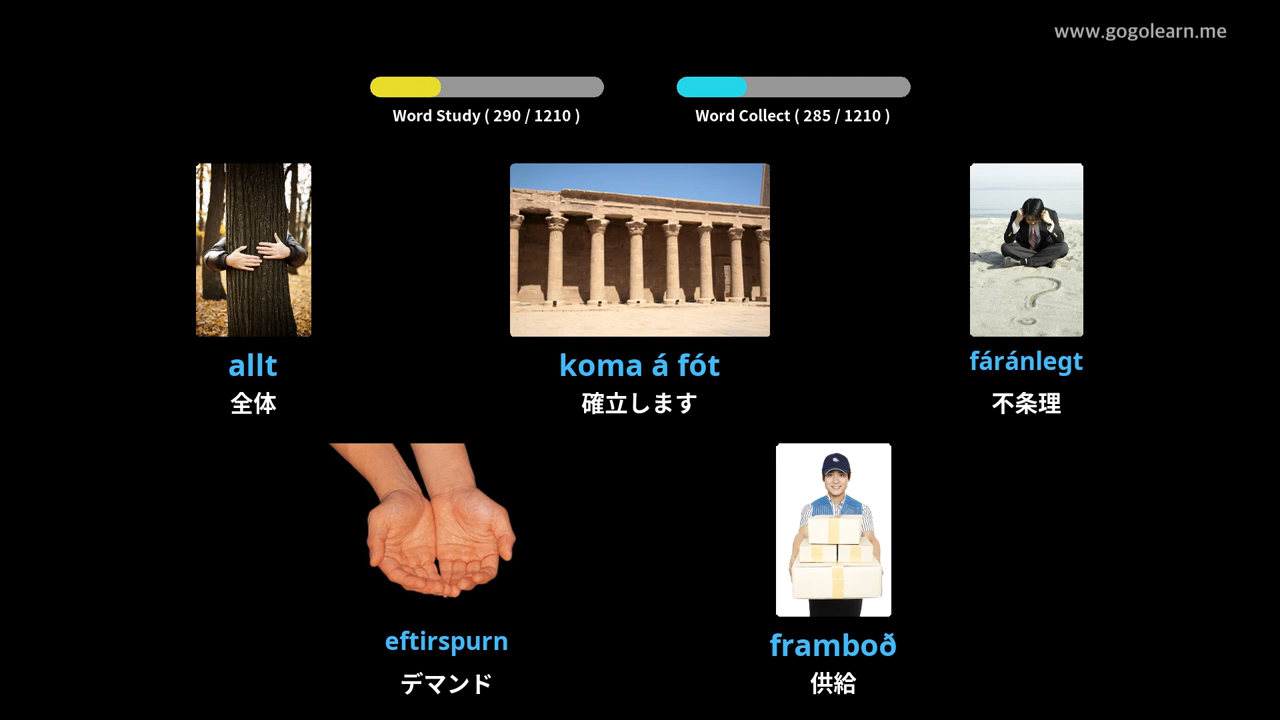 www.gogolearn.me
Word Study ( 290 / 1210 )
Word Collect ( 285 / 1210 )
allt
全体
koma á fót
確立します
fáránlegt
不条理
eftirspurn
デマンド
framboð
供給